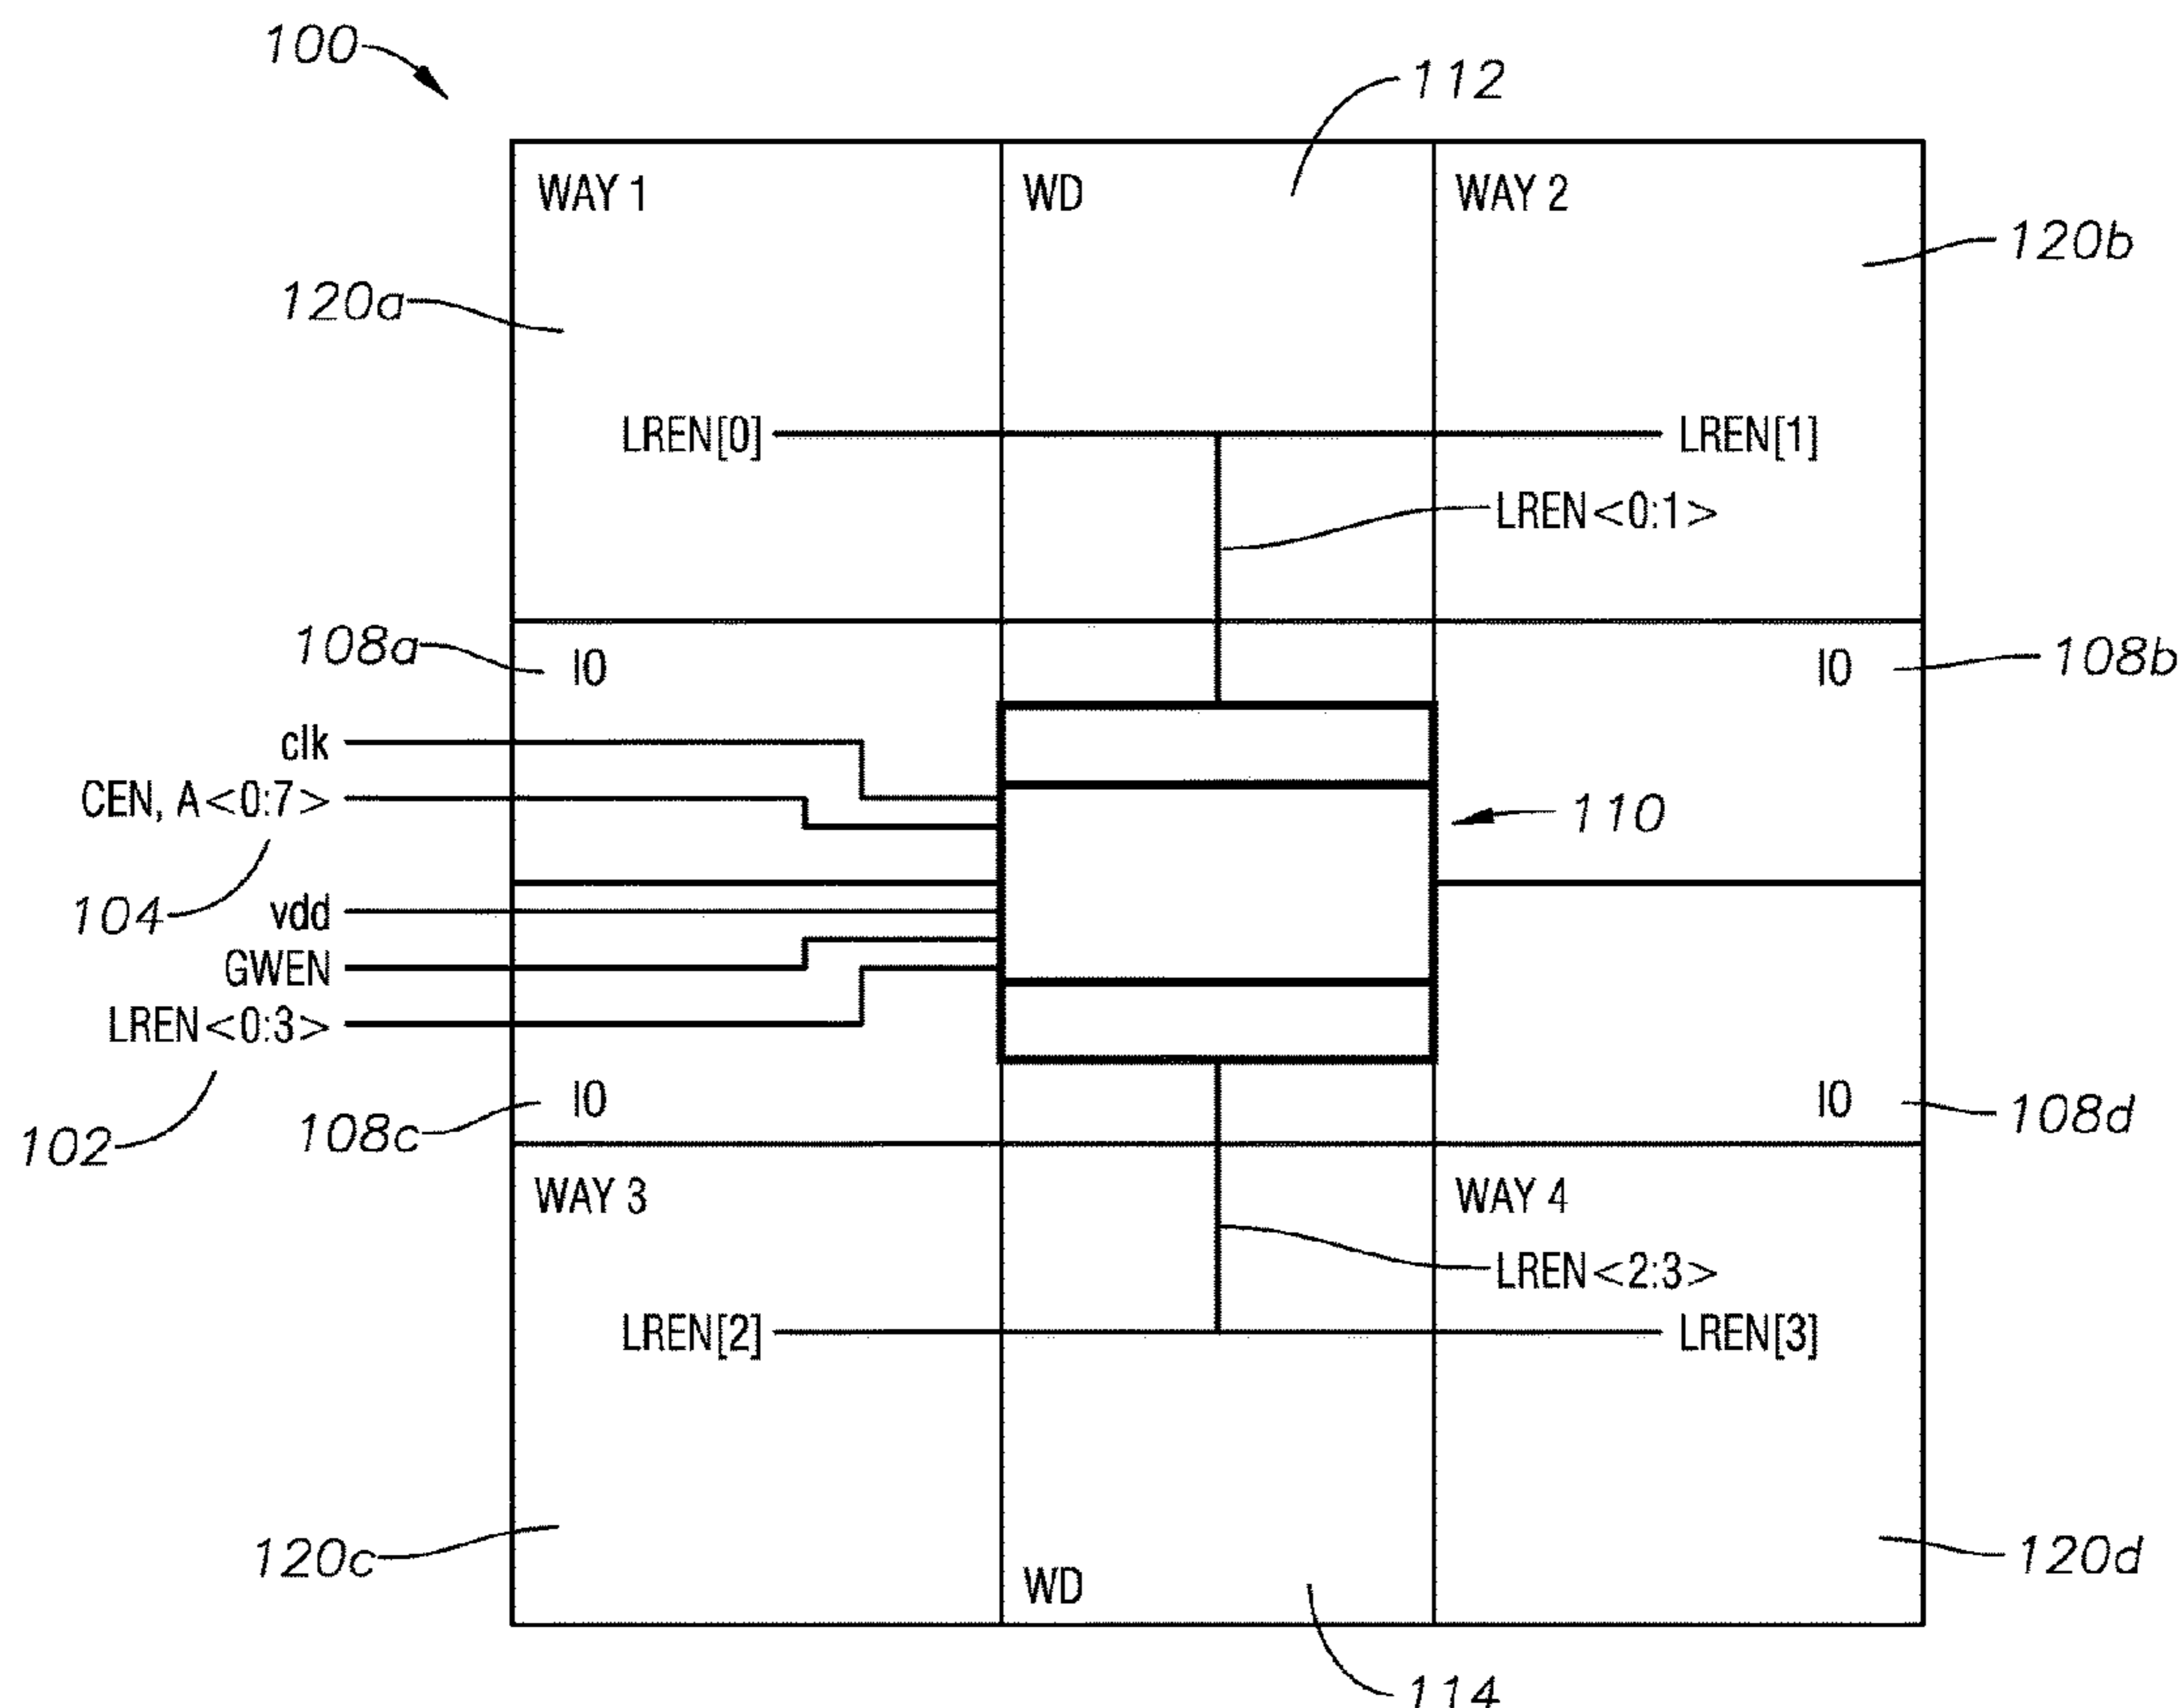 100
112
WAY 1 WD WAY 2
120b
120a
LREN[0] LREN[1]
LREN<0:1>
108a IO IO 108b
clk
CEN, A<0:7> 110
104 vdd
GWEN
LREN<0:3>
IO IO
102 108c 108d
WAY 3 WAY 4
LREN<2:3>
LREN[2] LREN[3]
120c 120d
WD
114